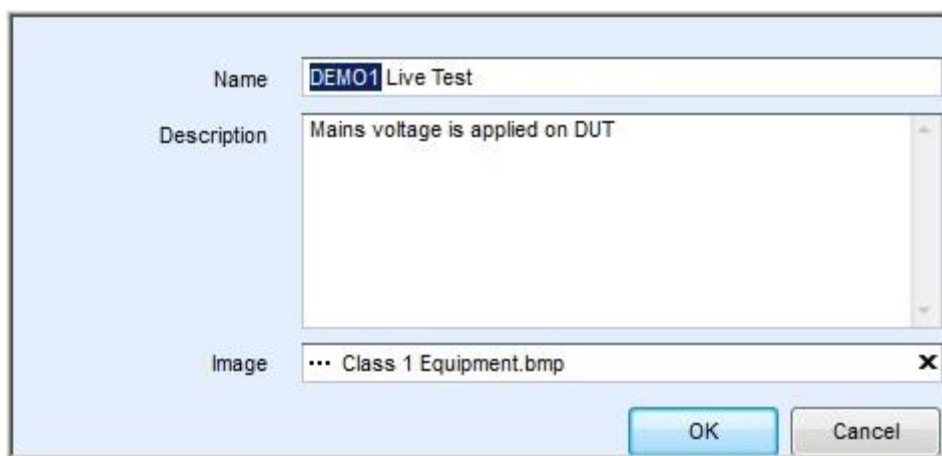 Name DEMO1 Live Test
Description Mains voltage is applied on DUT
Image ... Class 1 Equipment.bmp X
OK Cancel